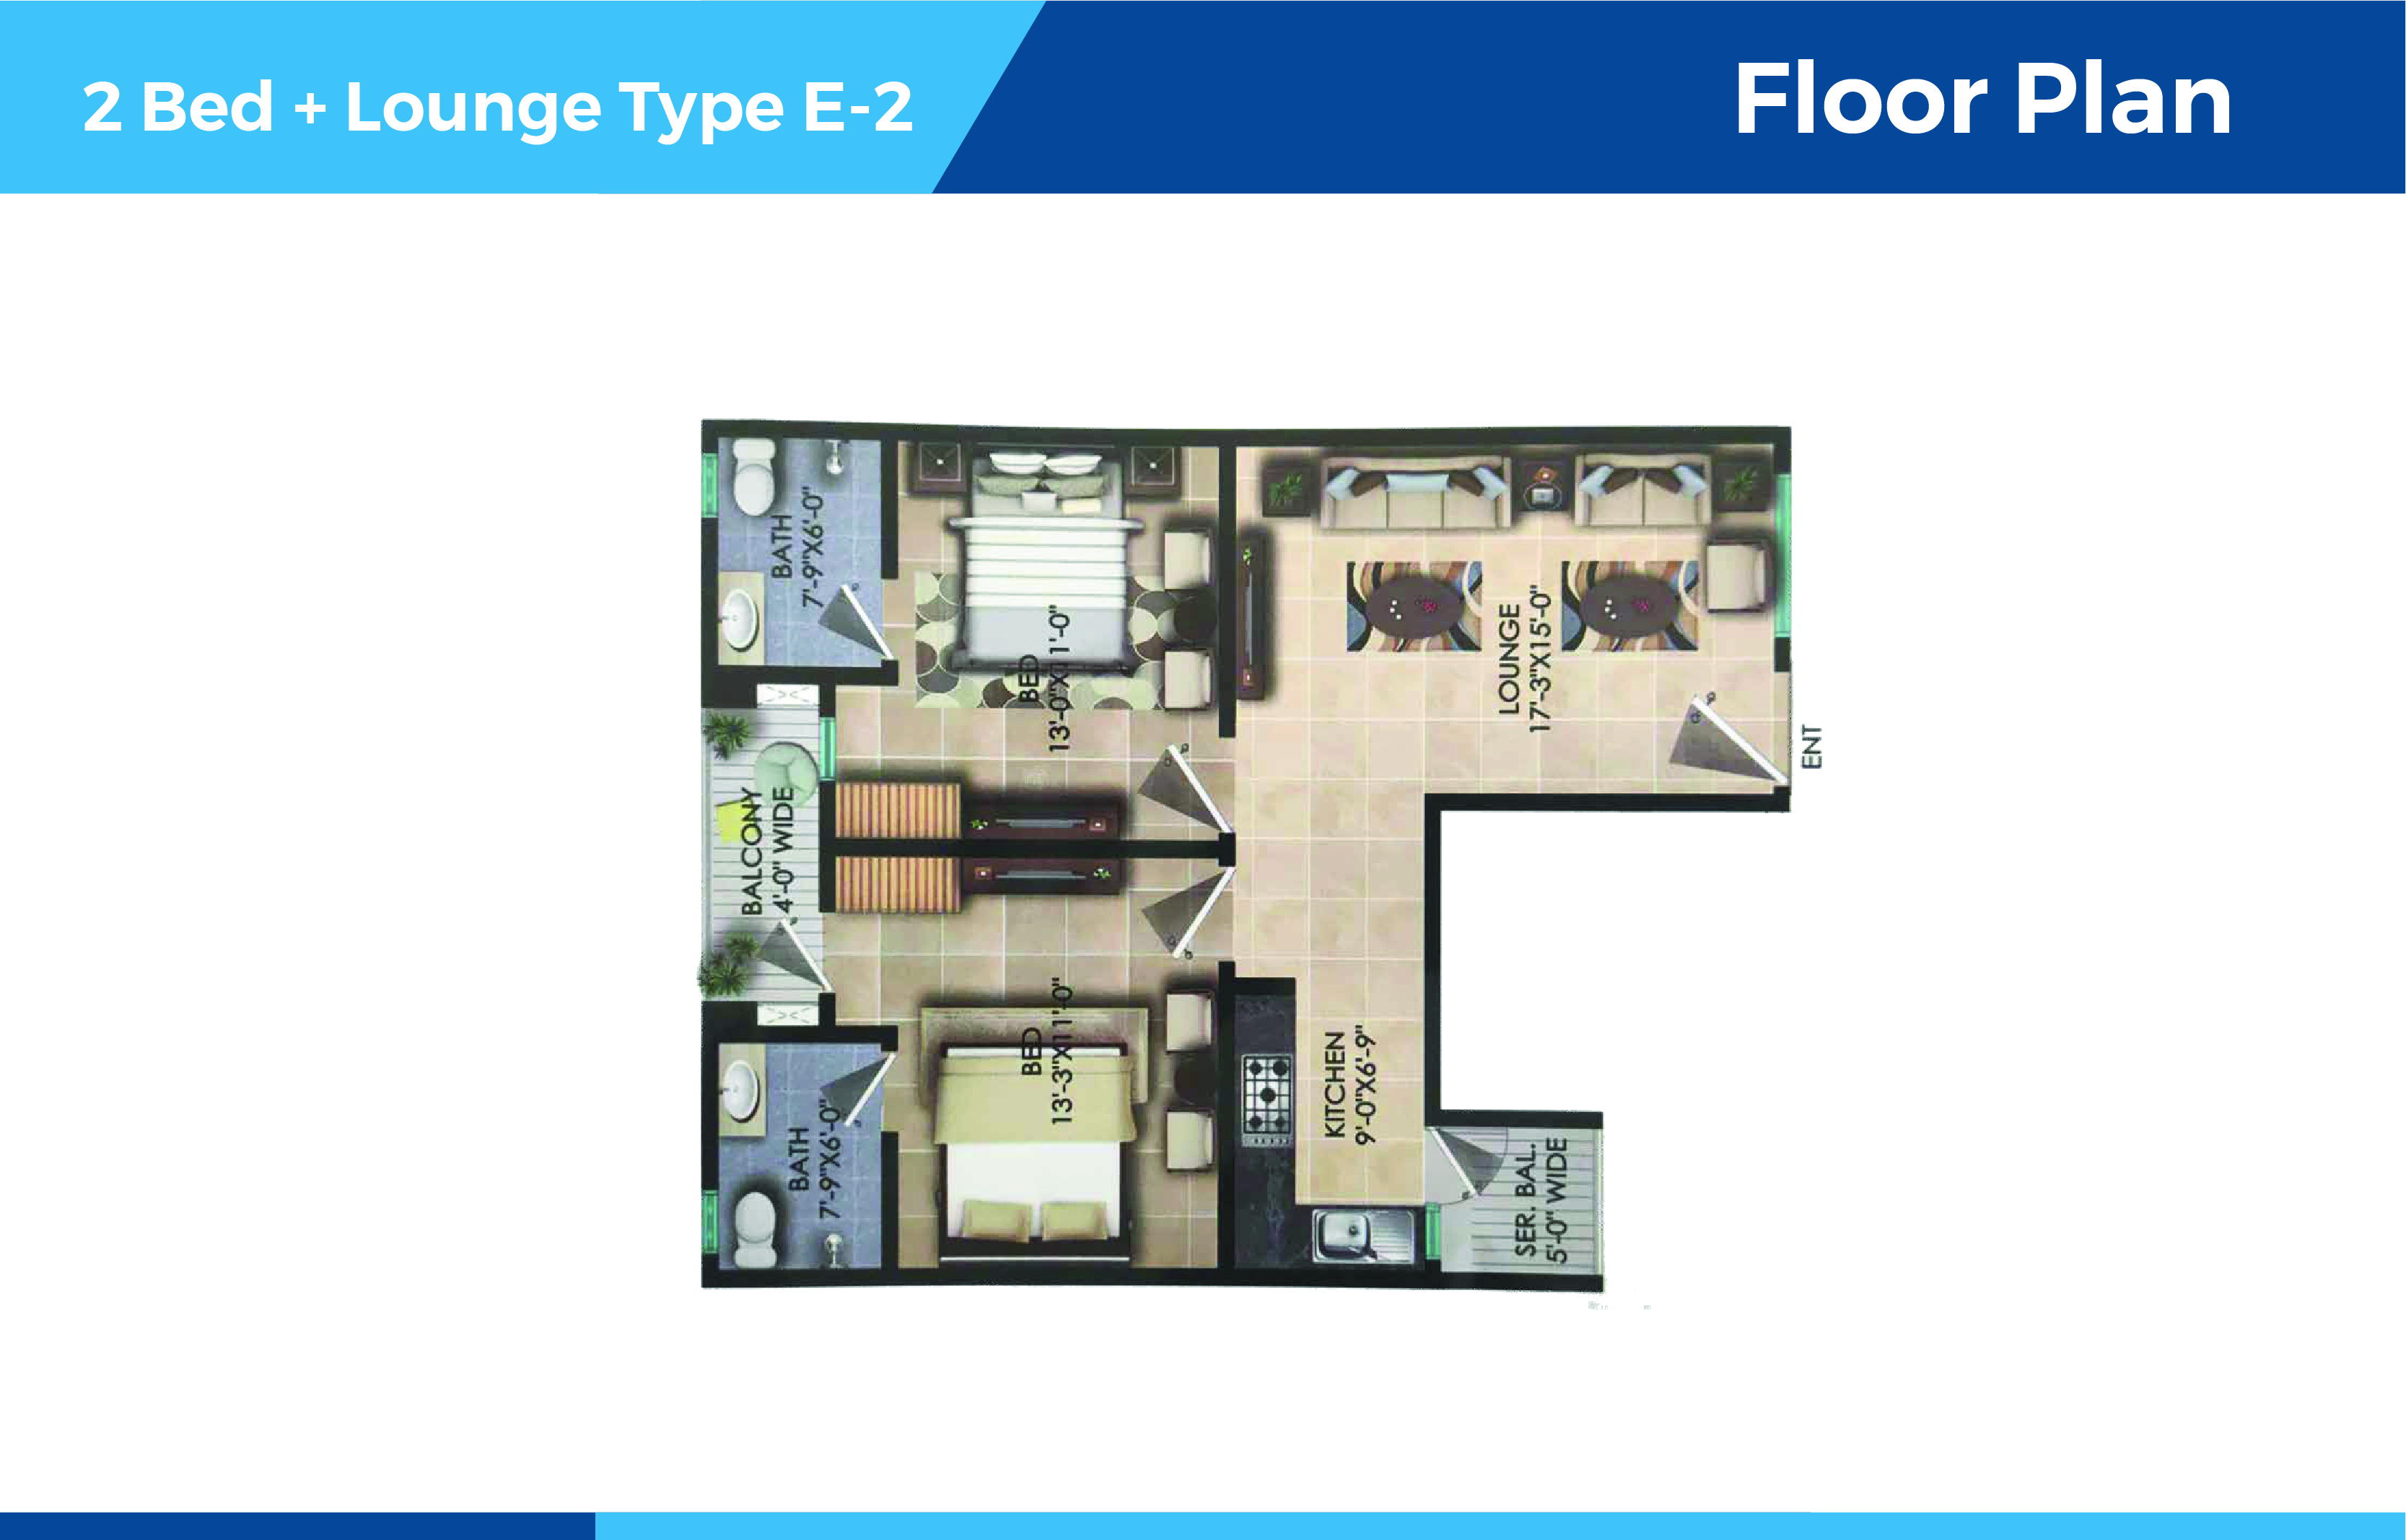 2 Bed + Lounge Type E-2
Floor Plan
BATH
7'-9"X6'-0"
BED
13'-0"X11'-0"
LOUNGE
17'-3"X15'-0"
ENT
BALCONY
4'-0" WIDE
BED
13'-3"X11'-0"
KITCHEN
9'-0"X6'-9"
BATH
7'-9"X6'-0"
SER. BAL.
5'-0" WIDE